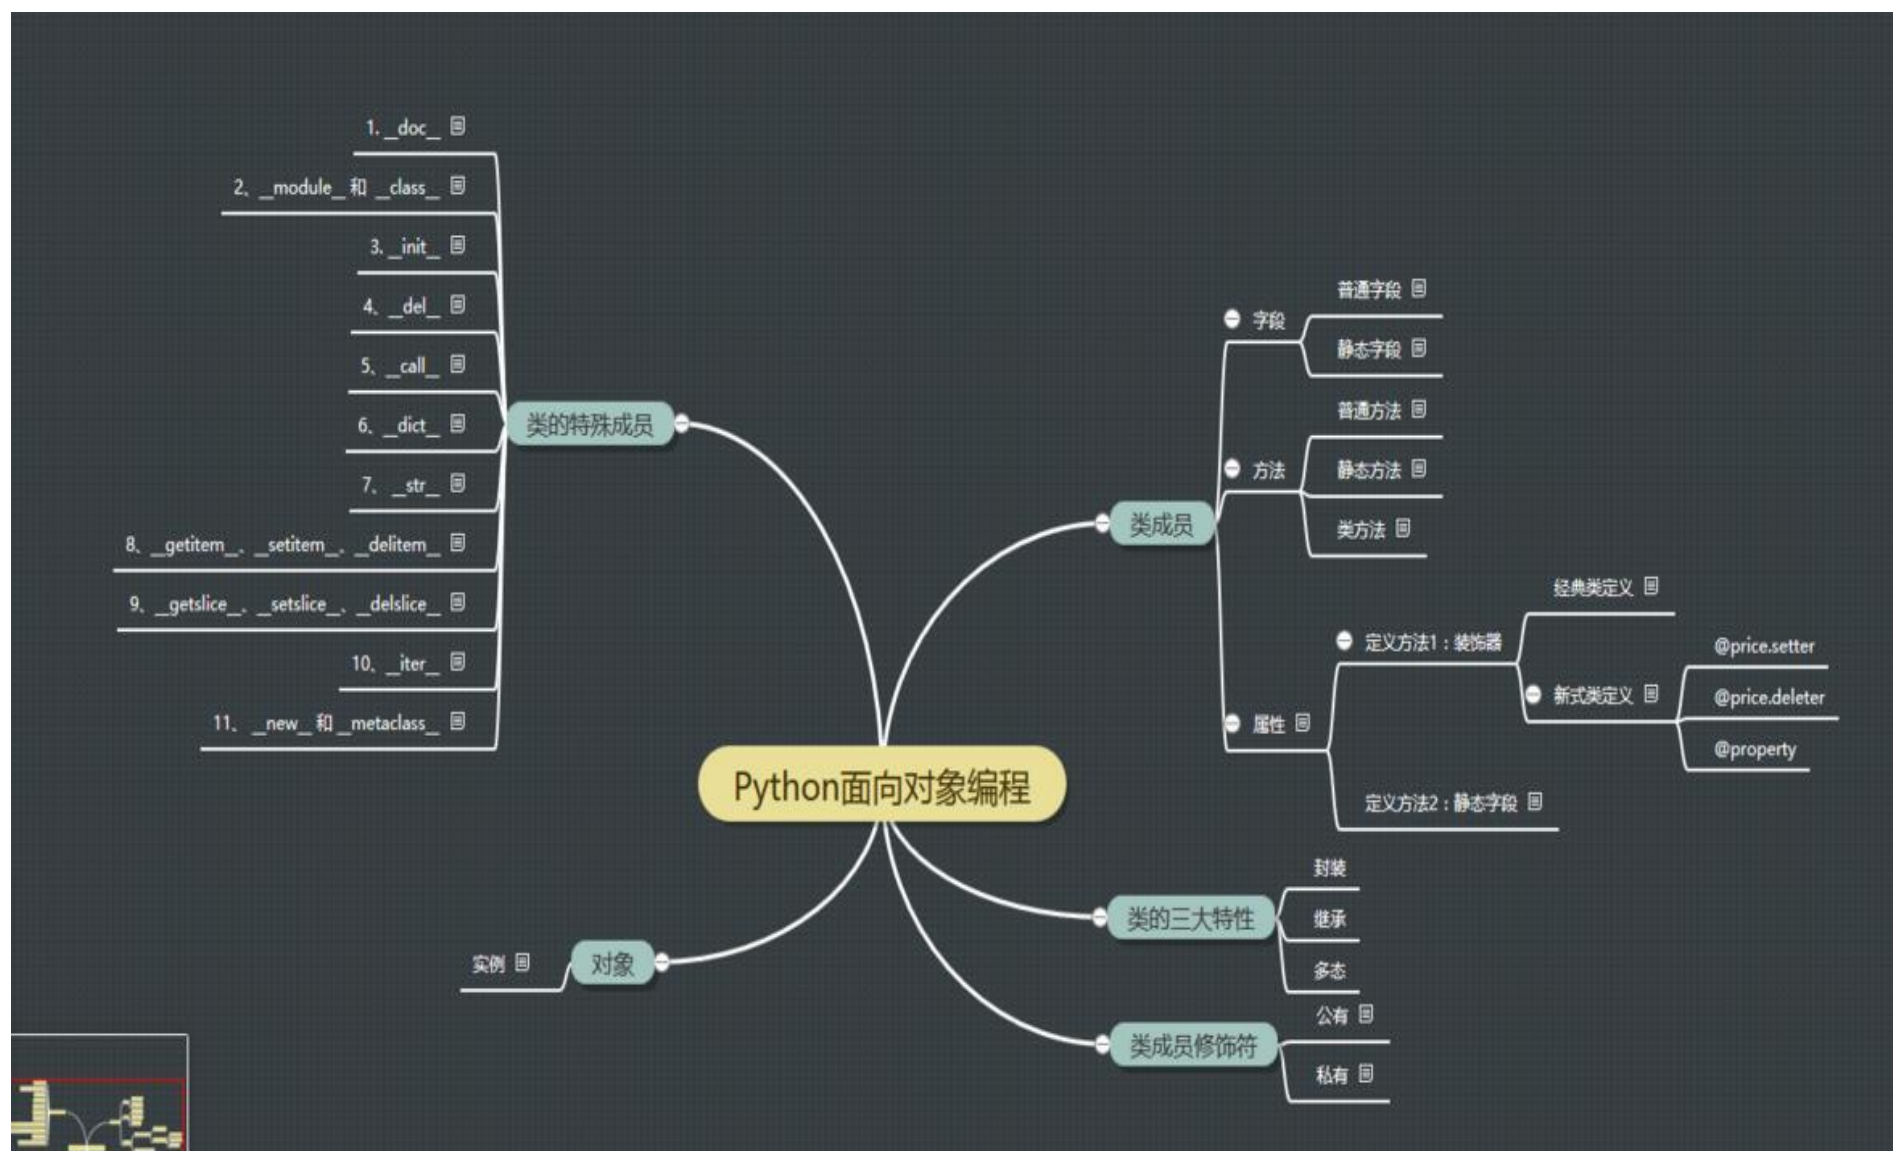 1. __doc__
2、__module__ 和 __class__
3. __init__
4、__del__
5、__call__
6、__dict__
7、__str__
8、__getitem__、__setitem__、__delitem__
9、__getslice__、__setslice__、__delslice__
10、__iter__
11、__new__ 和 __metaclass__
类的特殊成员
Python面向对象编程
对象
实例
类成员
字段
普通字段
静态字段
方法
普通方法
静态方法
类方法
属性
定义方法1：装饰器
经典类定义
新式类定义
@price.setter
@price.deleter
@property
定义方法2：静态字段
类的三大特性
封装
继承
多态
类成员修饰符
公有
私有